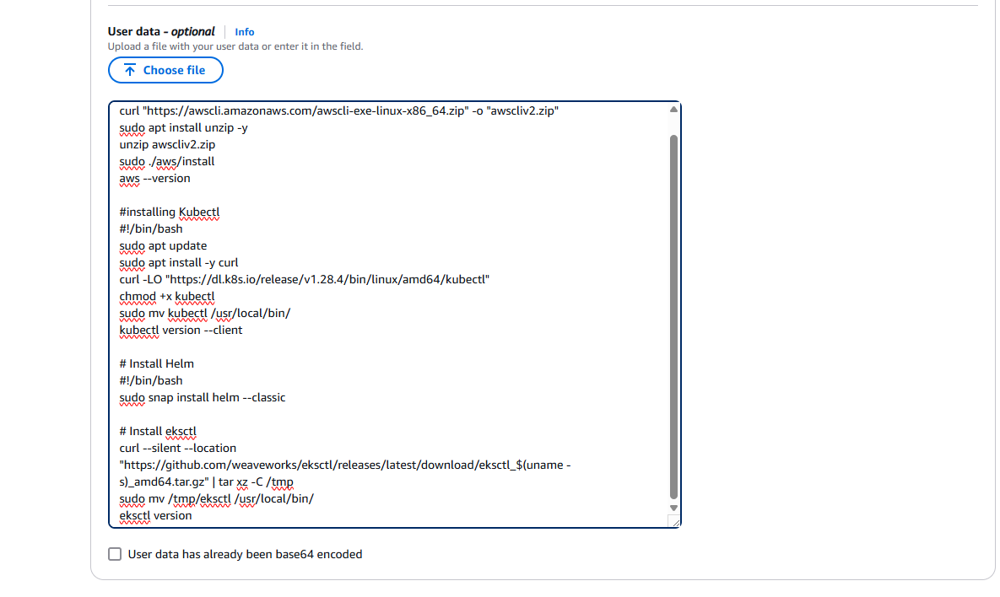 User data - optional Info
Upload a file with your user data or enter it in the field.
Choose file
curl "https://awscli.amazonaws.com/awscli-exe-linux-x86_64.zip" -o "awscliv2.zip"
sudo apt install unzip -y
unzip awscliv2.zip
sudo ./aws/install
aws --version
#installing Kubectl
#!/bin/bash
sudo apt update
sudo apt install -y curl
curl -LO "https://dl.k8s.io/release/v1.28.4/bin/linux/amd64/kubectl"
chmod +x kubectl
sudo mv kubectl /usr/local/bin/
kubectl version --client
# Install Helm
#!/bin/bash
sudo snap install helm --classic
# Install eksctl
curl --silent --location
"https://github.com/weaveworks/eksctl/releases/latest/download/eksctl_$(uname -
s)_amd64.tar.gz" | tar xz -C /tmp
sudo mv /tmp/eksctl /usr/local/bin/
eksctl version
User data has already been base64 encoded